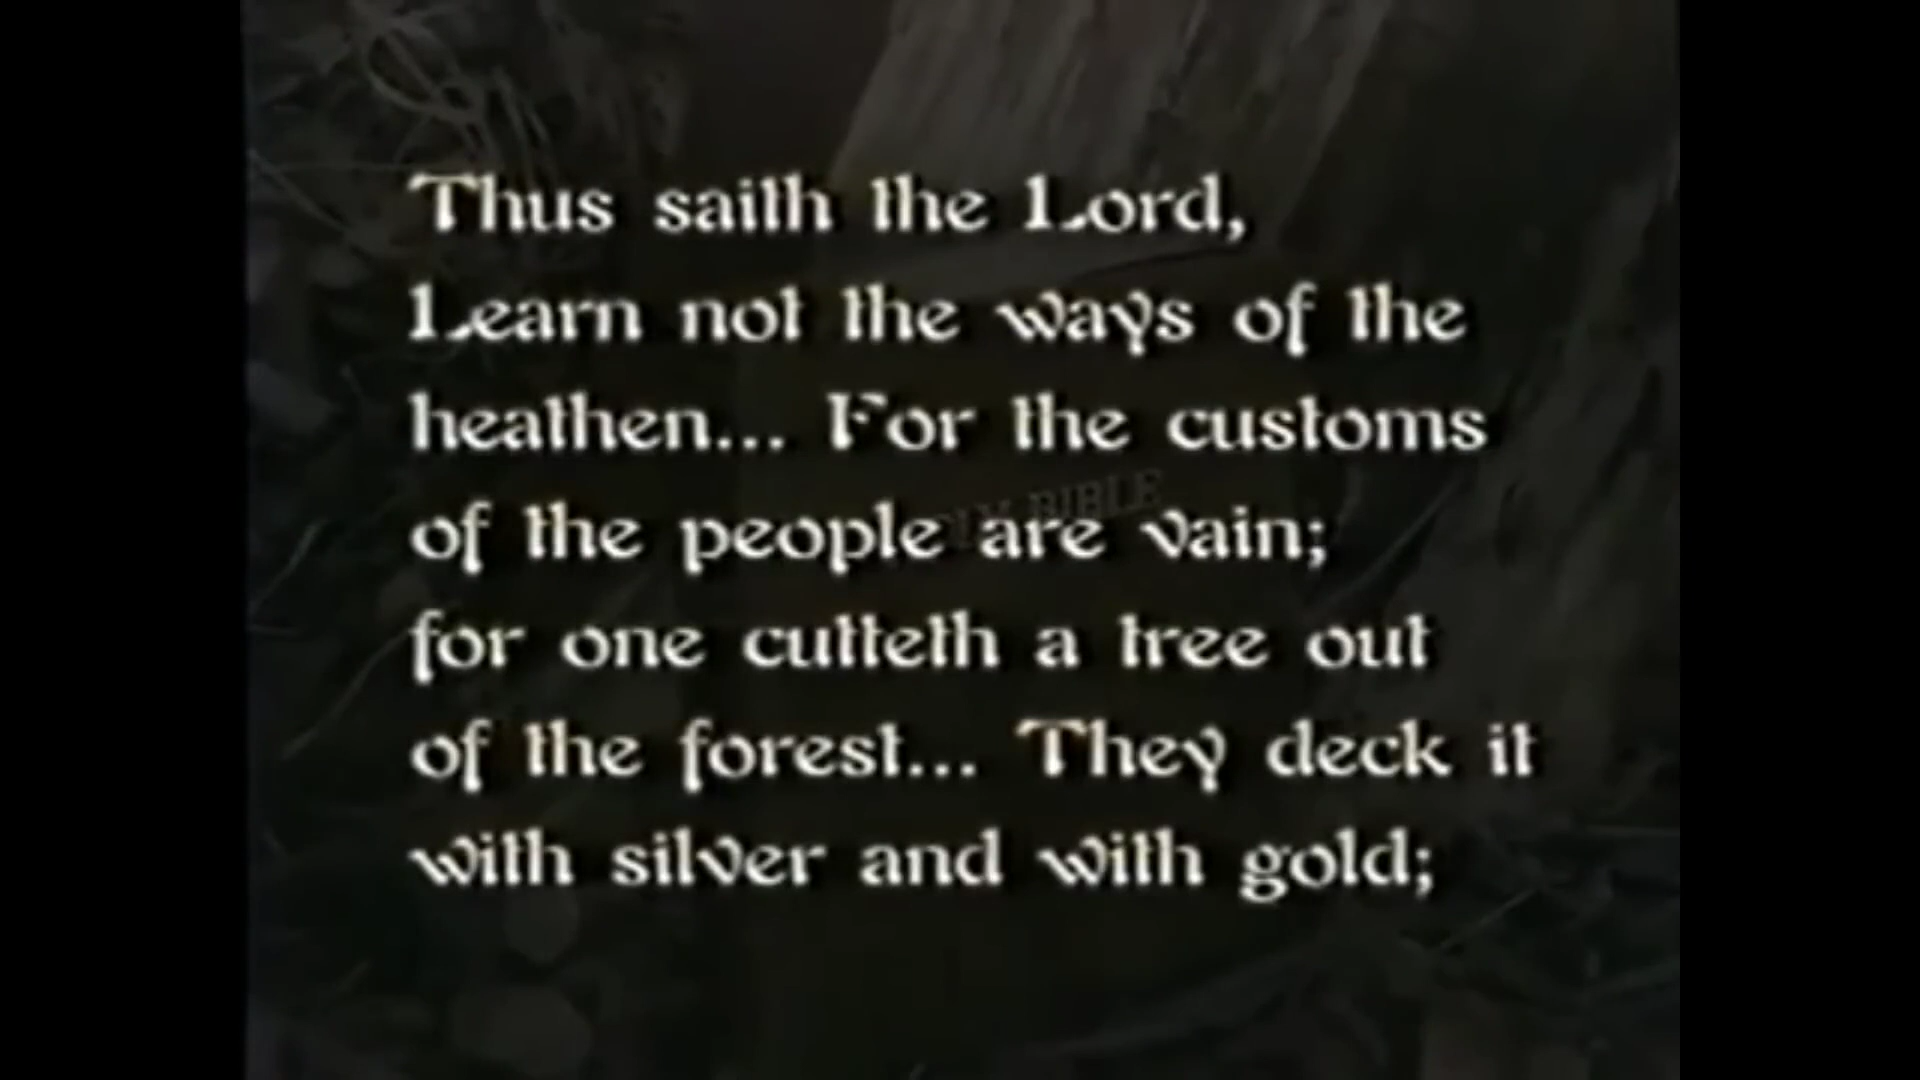 Thus saith the Lord,
Learn not the ways of the
heathen... For the customs
of the people are vain;
for one cutteth a tree out
of the forest... They deck it
with silver and with gold;
BIBLE